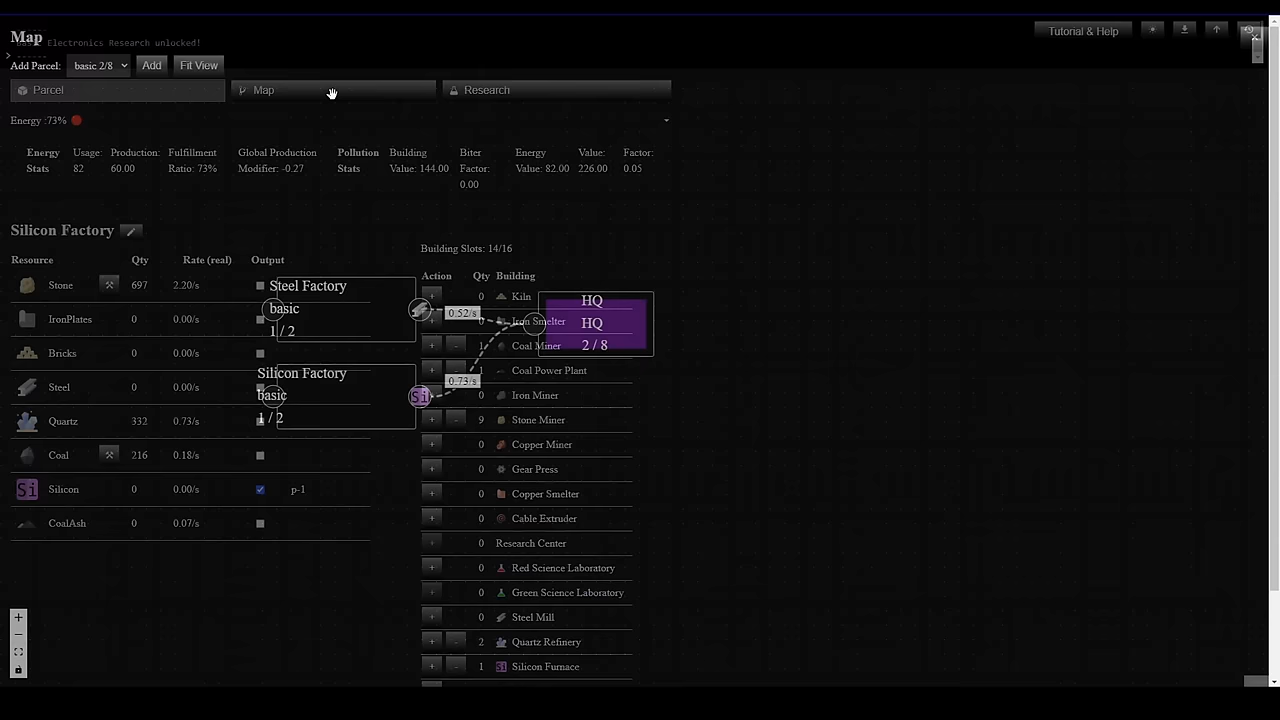 Map
Electronics Research unlocked!
Tutorial & Help
Add Parcel: basic 2/8 Add Fit View
Parcel Map Research
Energy :73%
Energy Stats
Usage: 82
Production: 60.00
Fulfillment Ratio: 73%
Global Production Modifier: -0.27
Pollution Stats
Building Value: 144.00
Biter Factor: 0.00
Energy Value: 82.00
Value: 226.00
Factor: 0.05
Silicon Factory
Resource Qty Rate (real) Output
Stone 697 2.20/s
IronPlates 0 0.00/s
Bricks 0 0.00/s
Steel 0 0.00/s
Quartz 332 0.73/s
Coal 216 0.18/s
Si Silicon 0 0.00/s p-1
CoalAsh 0 0.07/s
Steel Factory
basic
1 / 2
Silicon Factory
basic
1 / 2
0.52/s
0.73/s
Si
HQ
HQ
2 / 8
Building Slots: 14/16
Action Qty Building
+ 0 Kiln
+ 0 Iron Smelter
+ - 1 Coal Miner
+ - 1 Coal Power Plant
+ 0 Iron Miner
+ - 9 Stone Miner
+ 0 Copper Miner
+ 0 Gear Press
+ 0 Copper Smelter
+ 0 Cable Extruder
+ 0 Research Center
+ 0 Red Science Laboratory
+ 0 Green Science Laboratory
+ 0 Steel Mill
+ - 2 Quartz Refinery
+ - 1 Si Silicon Furnace